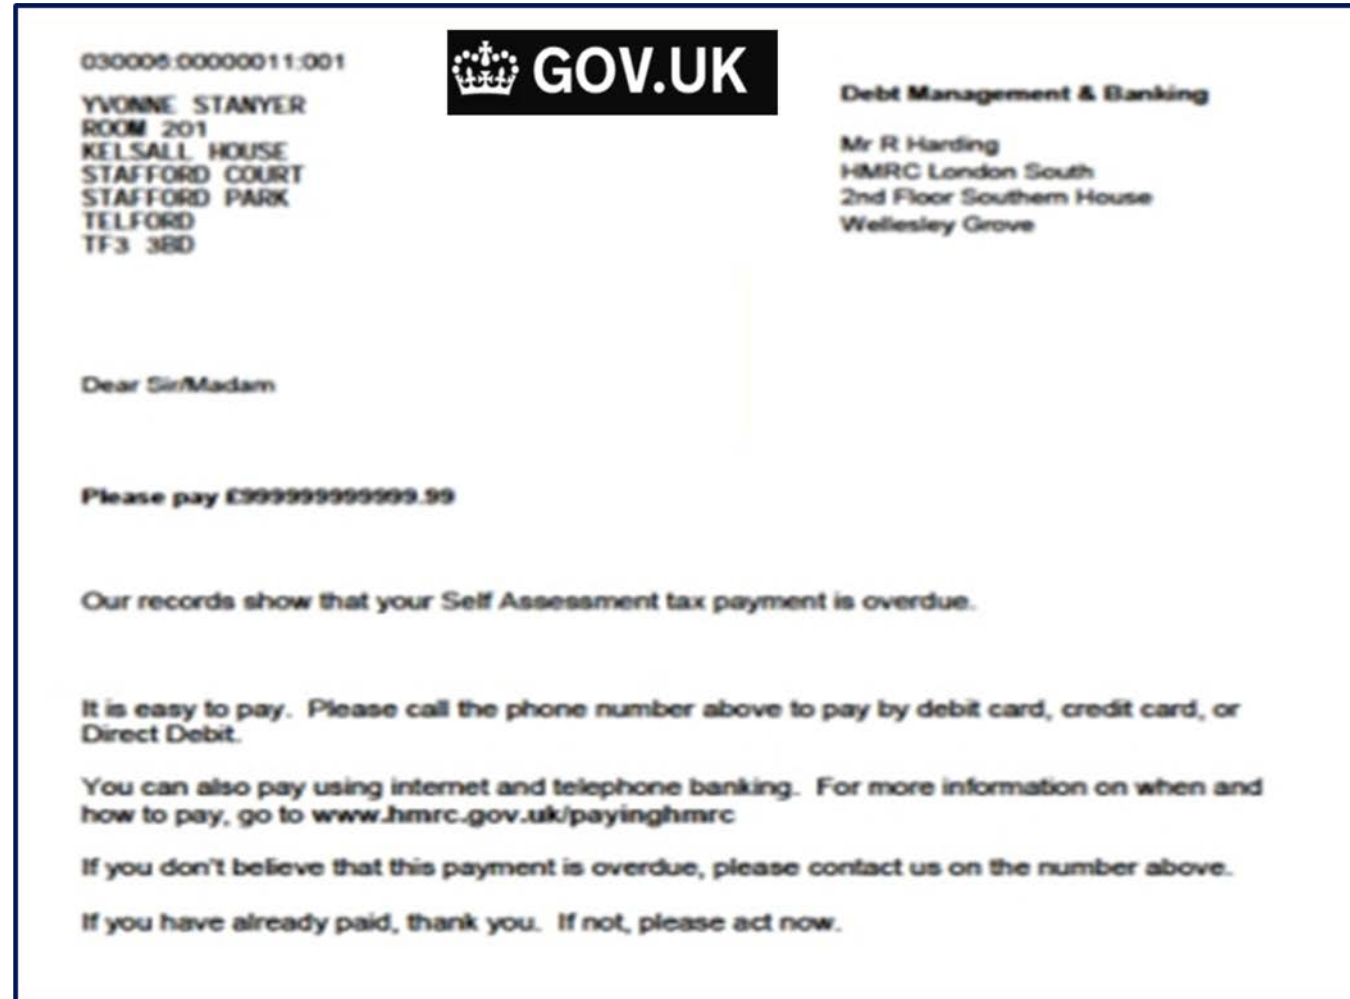 030006:00000011:001
GOV.UK
YVONNE STANYER
ROOM 201
KELSALL HOUSE
STAFFORD COURT
STAFFORD PARK
TELFORD
TF3 3BD
Debt Management & Banking
Mr R Harding
HMRC London South
2nd Floor Southern House
Wellesley Grove
Dear Sir/Madam
Please pay £999999999999.99
Our records show that your Self Assessment tax payment is overdue.
It is easy to pay. Please call the phone number above to pay by debit card, credit card, or
Direct Debit.
You can also pay using internet and telephone banking. For more information on when and
how to pay, go to www.hmrc.gov.uk/payinghmrc
If you don't believe that this payment is overdue, please contact us on the number above.
If you have already paid, thank you. If not, please act now.